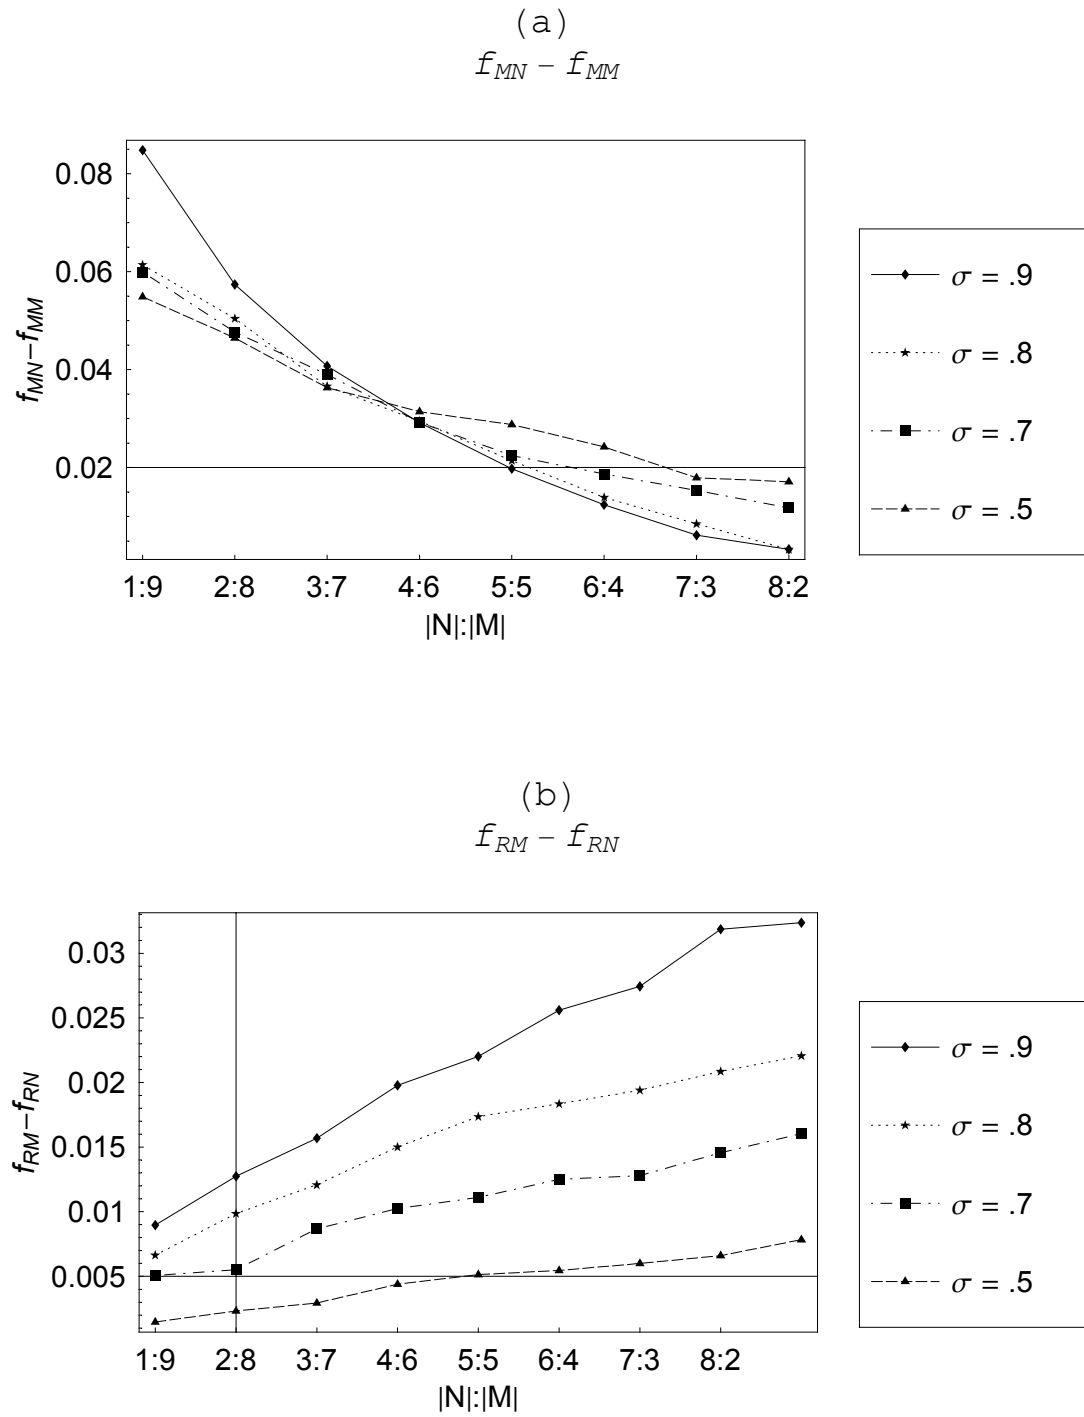 (a)
f_MN − f_MM
f_MN−f_MM
0.08
0.06
0.04
0.02
1:9 2:8 3:7 4:6 5:5 6:4 7:3 8:2
|N|:|M|
σ = .9
σ = .8
σ = .7
σ = .5
(b)
f_RM − f_RN
f_RM−f_RN
0.03
0.025
0.02
0.015
0.01
0.005
1:9 2:8 3:7 4:6 5:5 6:4 7:3 8:2
|N|:|M|
σ = .9
σ = .8
σ = .7
σ = .5